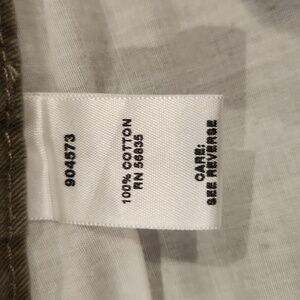 904573
100% COTTON
RN 56835
CARE:
SEE REVERSE